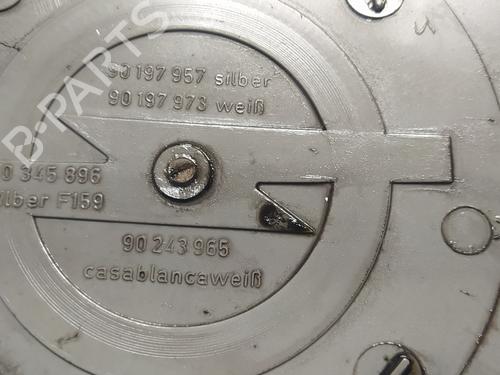 90 197 957 silber
90 197 973 weiß
0 345 896
ilber F159
90 243 965
casablancaweiß
B-PARTS